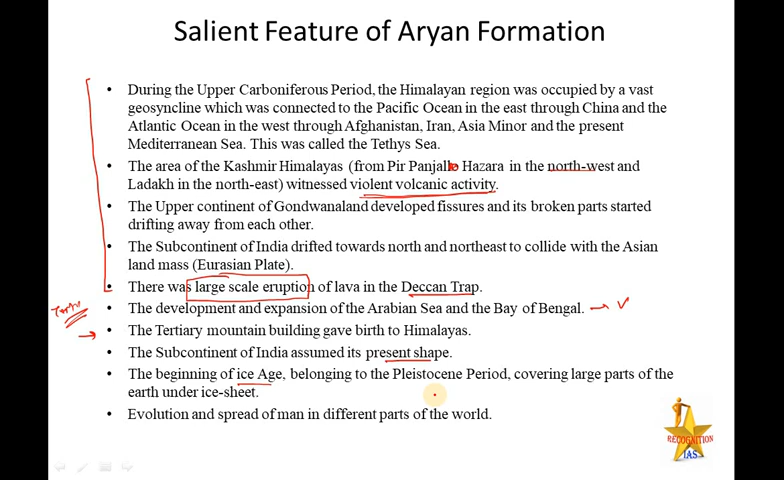 Salient Feature of Aryan Formation
• During the Upper Carboniferous Period, the Himalayan region was occupied by a vast
geosyncline which was connected to the Pacific Ocean in the east through China and the
Atlantic Ocean in the west through Afghanistan, Iran, Asia Minor and the present
Mediterranean Sea. This was called the Tethys Sea.
• The area of the Kashmir Himalayas (from Pir Panjal to Hazara in the north-west and
Ladakh in the north-east) witnessed violent volcanic activity.
• The Upper continent of Gondwanaland developed fissures and its broken parts started
drifting away from each other.
• The Subcontinent of India drifted towards north and northeast to collide with the Asian
land mass (Eurasian Plate).
• There was large scale eruption of lava in the Deccan Trap.
• The development and expansion of the Arabian Sea and the Bay of Bengal.
• The Tertiary mountain building gave birth to Himalayas.
• The Subcontinent of India assumed its present shape.
• The beginning of ice Age, belonging to the Pleistocene Period, covering large parts of the
earth under ice-sheet.
• Evolution and spread of man in different parts of the world.
RECOGNITION
IAS